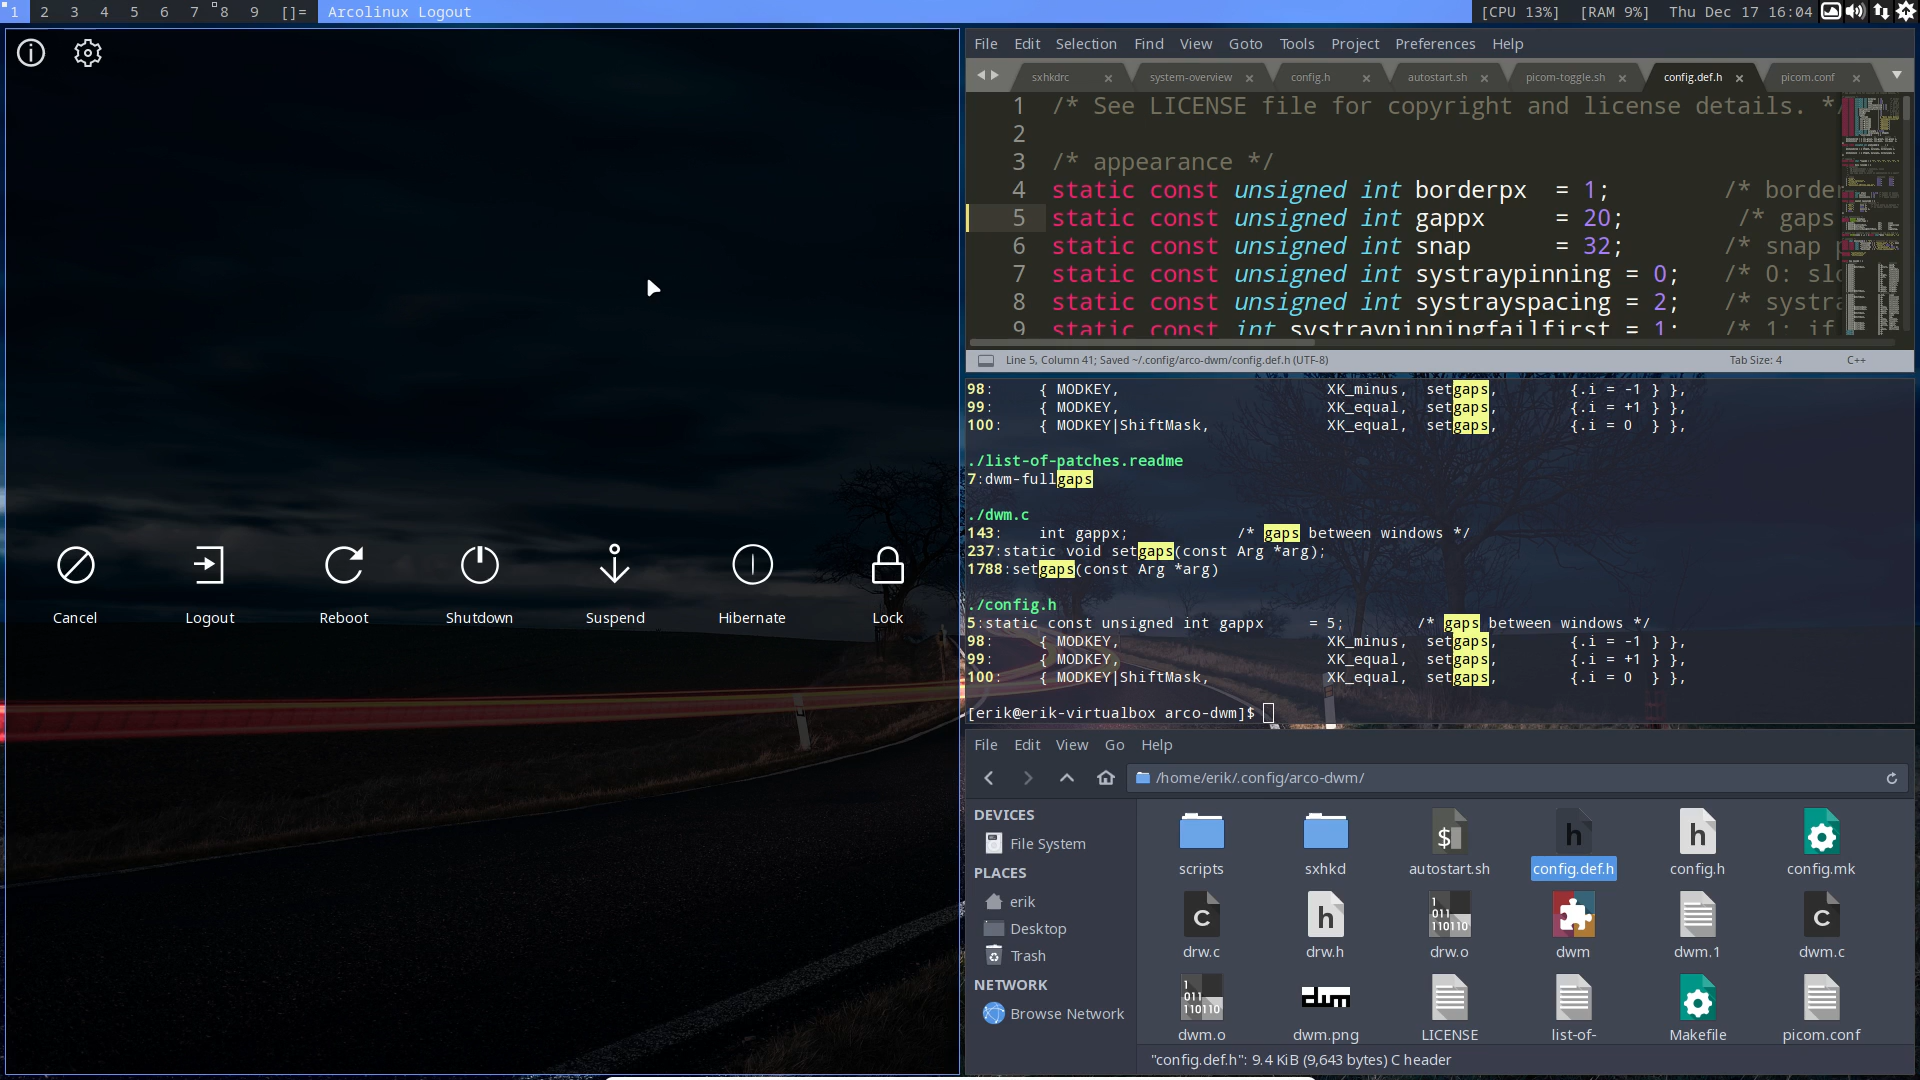 1 2 3 4 5 6 7 8 9 []= Arcolinux Logout [CPU 13%] [RAM 9%] Thu Dec 17 16:04
Cancel Logout Reboot Shutdown Suspend Hibernate Lock
File Edit Selection Find View Goto Tools Project Preferences Help
sxhkdrc system-overview config.h autostart.sh picom-toggle.sh config.def.h picom.conf
1 /* See LICENSE file for copyright and license details. */
2
3 /* appearance */
4 static const unsigned int borderpx = 1; /* border
5 static const unsigned int gappx = 20; /* gaps
6 static const unsigned int snap = 32; /* snap
7 static const unsigned int systraypinning = 0; /* 0: slo
8 static const unsigned int systrayspacing = 2; /* systra
9 static const int systraypinningfailfirst = 1; /* 1: if
Line 5, Column 41; Saved ~/.config/arco-dwm/config.def.h (UTF-8) Tab Size: 4 C++
98: { MODKEY, XK_minus, setgaps, {.i = -1 } },
99: { MODKEY, XK_equal, setgaps, {.i = +1 } },
100: { MODKEY|ShiftMask, XK_equal, setgaps, {.i = 0 } },
./list-of-patches.readme
7:dwm-fullgaps
./dwm.c
143: int gappx; /* gaps between windows */
237:static void setgaps(const Arg *arg);
1788:setgaps(const Arg *arg)
./config.h
5:static const unsigned int gappx = 5; /* gaps between windows */
98: { MODKEY, XK_minus, setgaps, {.i = -1 } },
99: { MODKEY, XK_equal, setgaps, {.i = +1 } },
100: { MODKEY|ShiftMask, XK_equal, setgaps, {.i = 0 } },
[erik@erik-virtualbox arco-dwm]$
File Edit View Go Help
/home/erik/.config/arco-dwm/
DEVICES
File System
PLACES
erik
Desktop
Trash
NETWORK
Browse Network
scripts sxhkd autostart.sh config.def.h config.h config.mk
drw.c drw.h drw.o dwm dwm.1 dwm.c
dwm.o dwm.png LICENSE list-of- Makefile picom.conf
"config.def.h": 9.4 KiB (9,643 bytes) C header